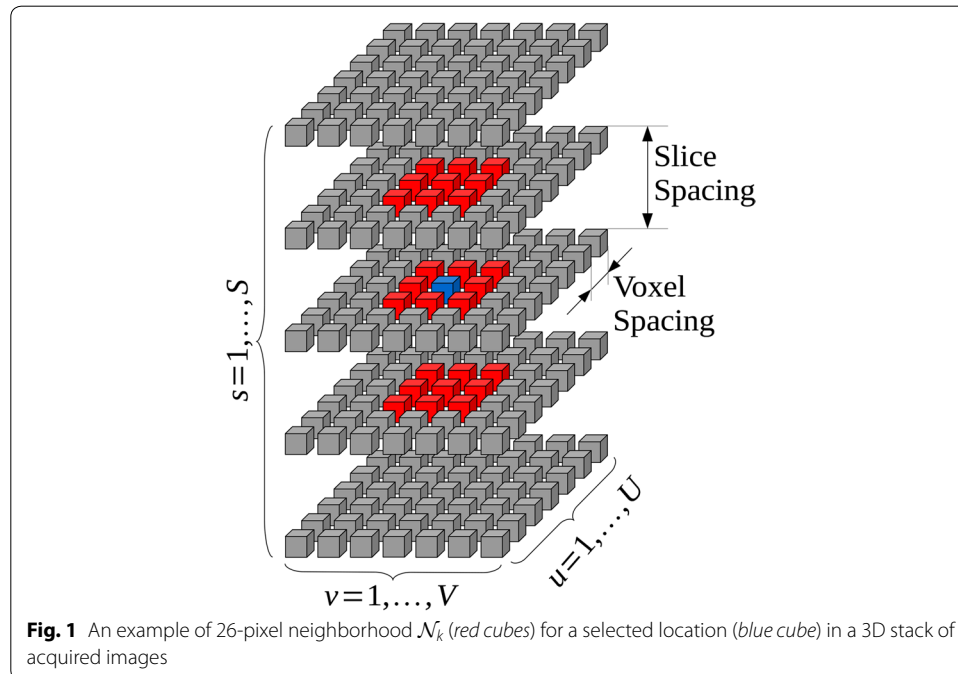 Slice
Spacing
Voxel
Spacing
s=1,…,S
u=1,…,U
v=1,…,V
Fig. 1 An example of 26-pixel neighborhood 𝒩k (red cubes) for a selected location (blue cube) in a 3D stack of
acquired images